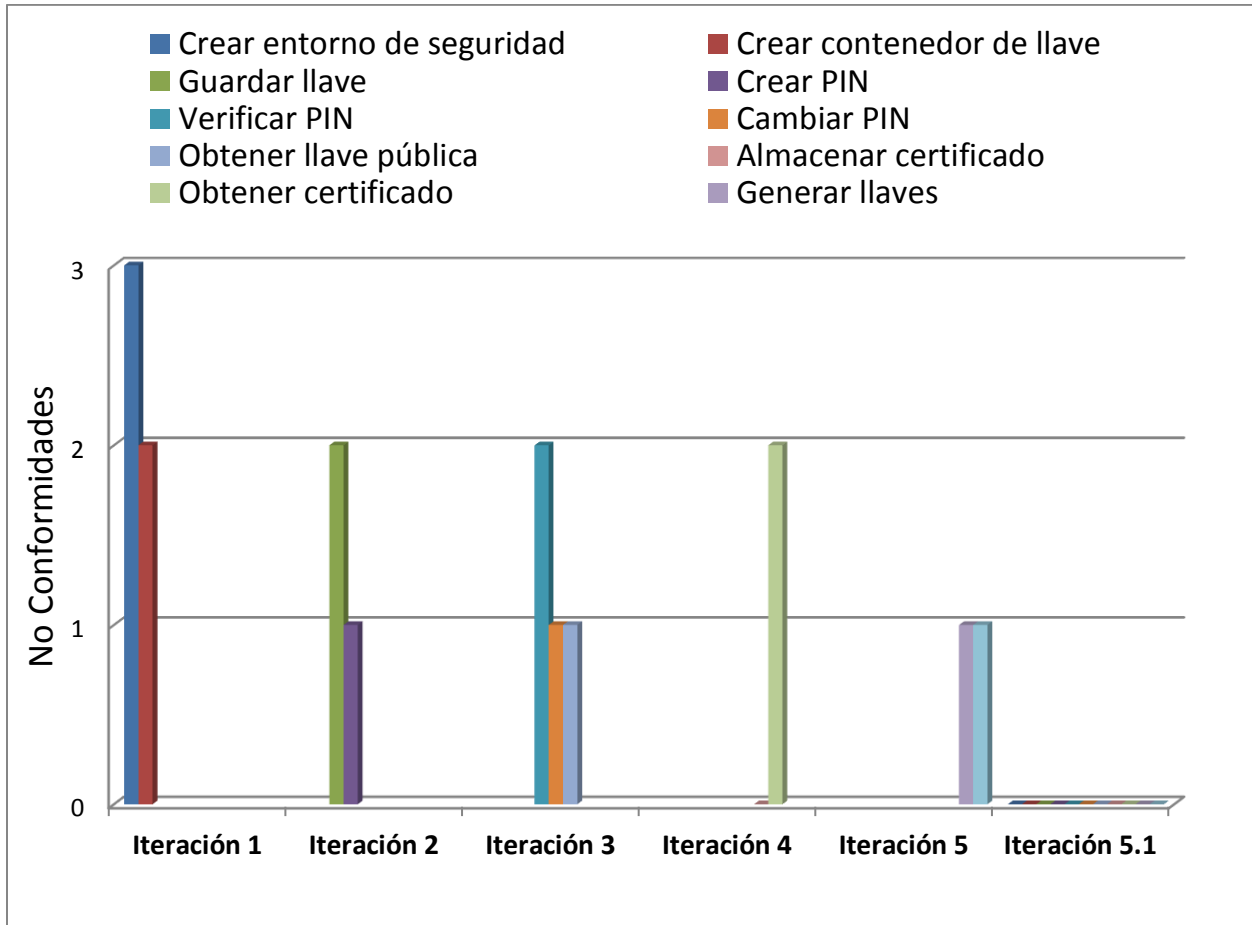 Crear entorno de seguridad
Crear contenedor de llave
Guardar llave
Crear PIN
Verificar PIN
Cambiar PIN
Obtener llave pública
Almacenar certificado
Obtener certificado
Generar llaves
No Conformidades
3
2
1
0
Iteración 1
Iteración 2
Iteración 3
Iteración 4
Iteración 5
Iteración 5.1